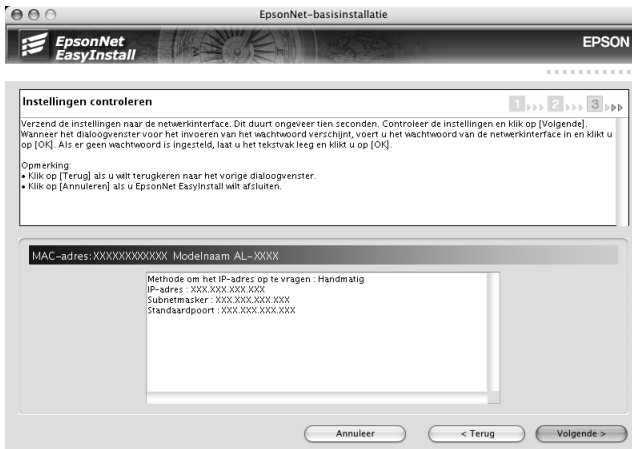 EpsonNet-basisinstallatie
EpsonNet
EasyInstall
EPSON
Instellingen controleren
1 2 3
Verzend de instellingen naar de netwerkinterface. Dit duurt ongeveer tien seconden. Controleer de instellingen en klik op [Volgende].
Wanneer het dialoogvenster voor het invoeren van het wachtwoord verschijnt, voert u het wachtwoord van de netwerkinterface in en klikt u
op [OK]. Als er geen wachtwoord is ingesteld, laat u het tekstvak leeg en klikt u op [OK].
Opmerking:
• Klik op [Terug] als u wilt terugkeren naar het vorige dialoogvenster.
• Klik op [Annuleren] als u EpsonNet EasyInstall wilt afsluiten.
MAC-adres:XXXXXXXXXXXX Modelnaam AL-XXXX
Methode om het IP-adres op te vragen : Handmatig
IP-adres : XXX.XXX.XXX.XXX
Subnetmasker : XXX.XXX.XXX.XXX
Standaardpoort : XXX.XXX.XXX.XXX
Annuleer
< Terug
Volgende >